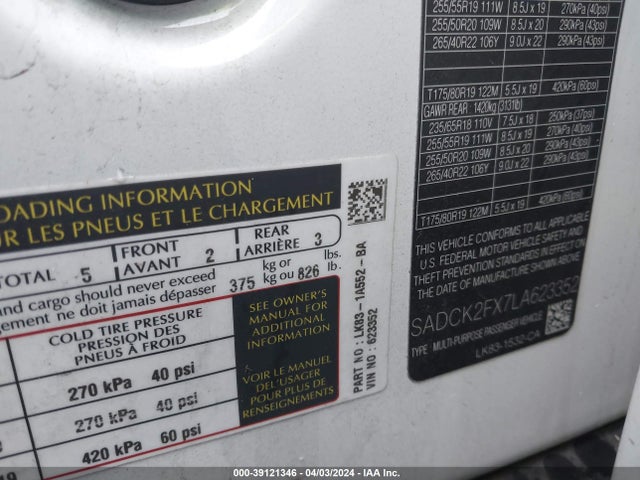 OADING INFORMATION
UR LES PNEUS ET LE CHARGEMENT
TOTAL 5 FRONT AVANT 2 REAR ARRIÈRE 3
and cargo should never exceed
gement ne doit jamais dépasser 375 kg or kg ou 826 lbs. lb.
COLD TIRE PRESSURE
PRESSION DES
PNEUS À FROID
270 kPa 40 psi
270 kPa 40 psi
420 kPa 60 psi
SEE OWNER'S
MANUAL FOR
ADDITIONAL
INFORMATION
VOIR LE MANUEL
DE L'USAGER
POUR PLUS DE
RENSEIGNEMENTS
PART NO : LK83-1A552-BA
VIN NO : 623352
255/55R19 111W 8.5J x 19 270kPa (40psi)
255/50R20 109W 8.5J x 20 290kPa (43psi)
265/40R22 106Y 9.0J x 22 290kPa (43psi)
T175/80R19 122M 5.5J x 19 420kPa (60psi)
GAWR REAR : 1420kg (3131lb)
235/65R18 110V 7.5J x 18 250kPa (37psi)
255/55R19 111W 8.5J x 19 270kPa (40psi)
255/50R20 109W 8.5J x 20 290kPa (43psi)
265/40R22 106Y 9.0J x 22 290kPa (43psi)
T175/80R19 122M 5.5J x 19 420kPa (60psi)
THIS VEHICLE CONFORMS TO ALL APPLICABLE
U.S. FEDERAL MOTOR VEHICLE SAFETY, BUMPER, AND
THEFT PREVENTION STANDARDS IN EFFECT ON
THE DATE OF MANUFACTURE SHOWN ABOVE.
SADCK2FX7LA623352
TYPE : MULTI-PURPOSE PASSENGER VEHICLE
LK83-1532-CA
000-39121346 - 04/03/2024 - IAA Inc.